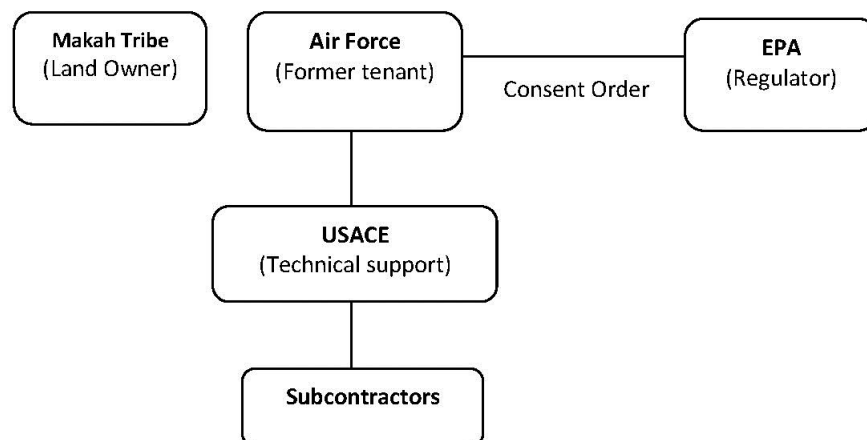 Makah Tribe
(Land Owner)
Air Force
(Former tenant)
EPA
(Regulator)
Consent Order
USACE
(Technical support)
Subcontractors